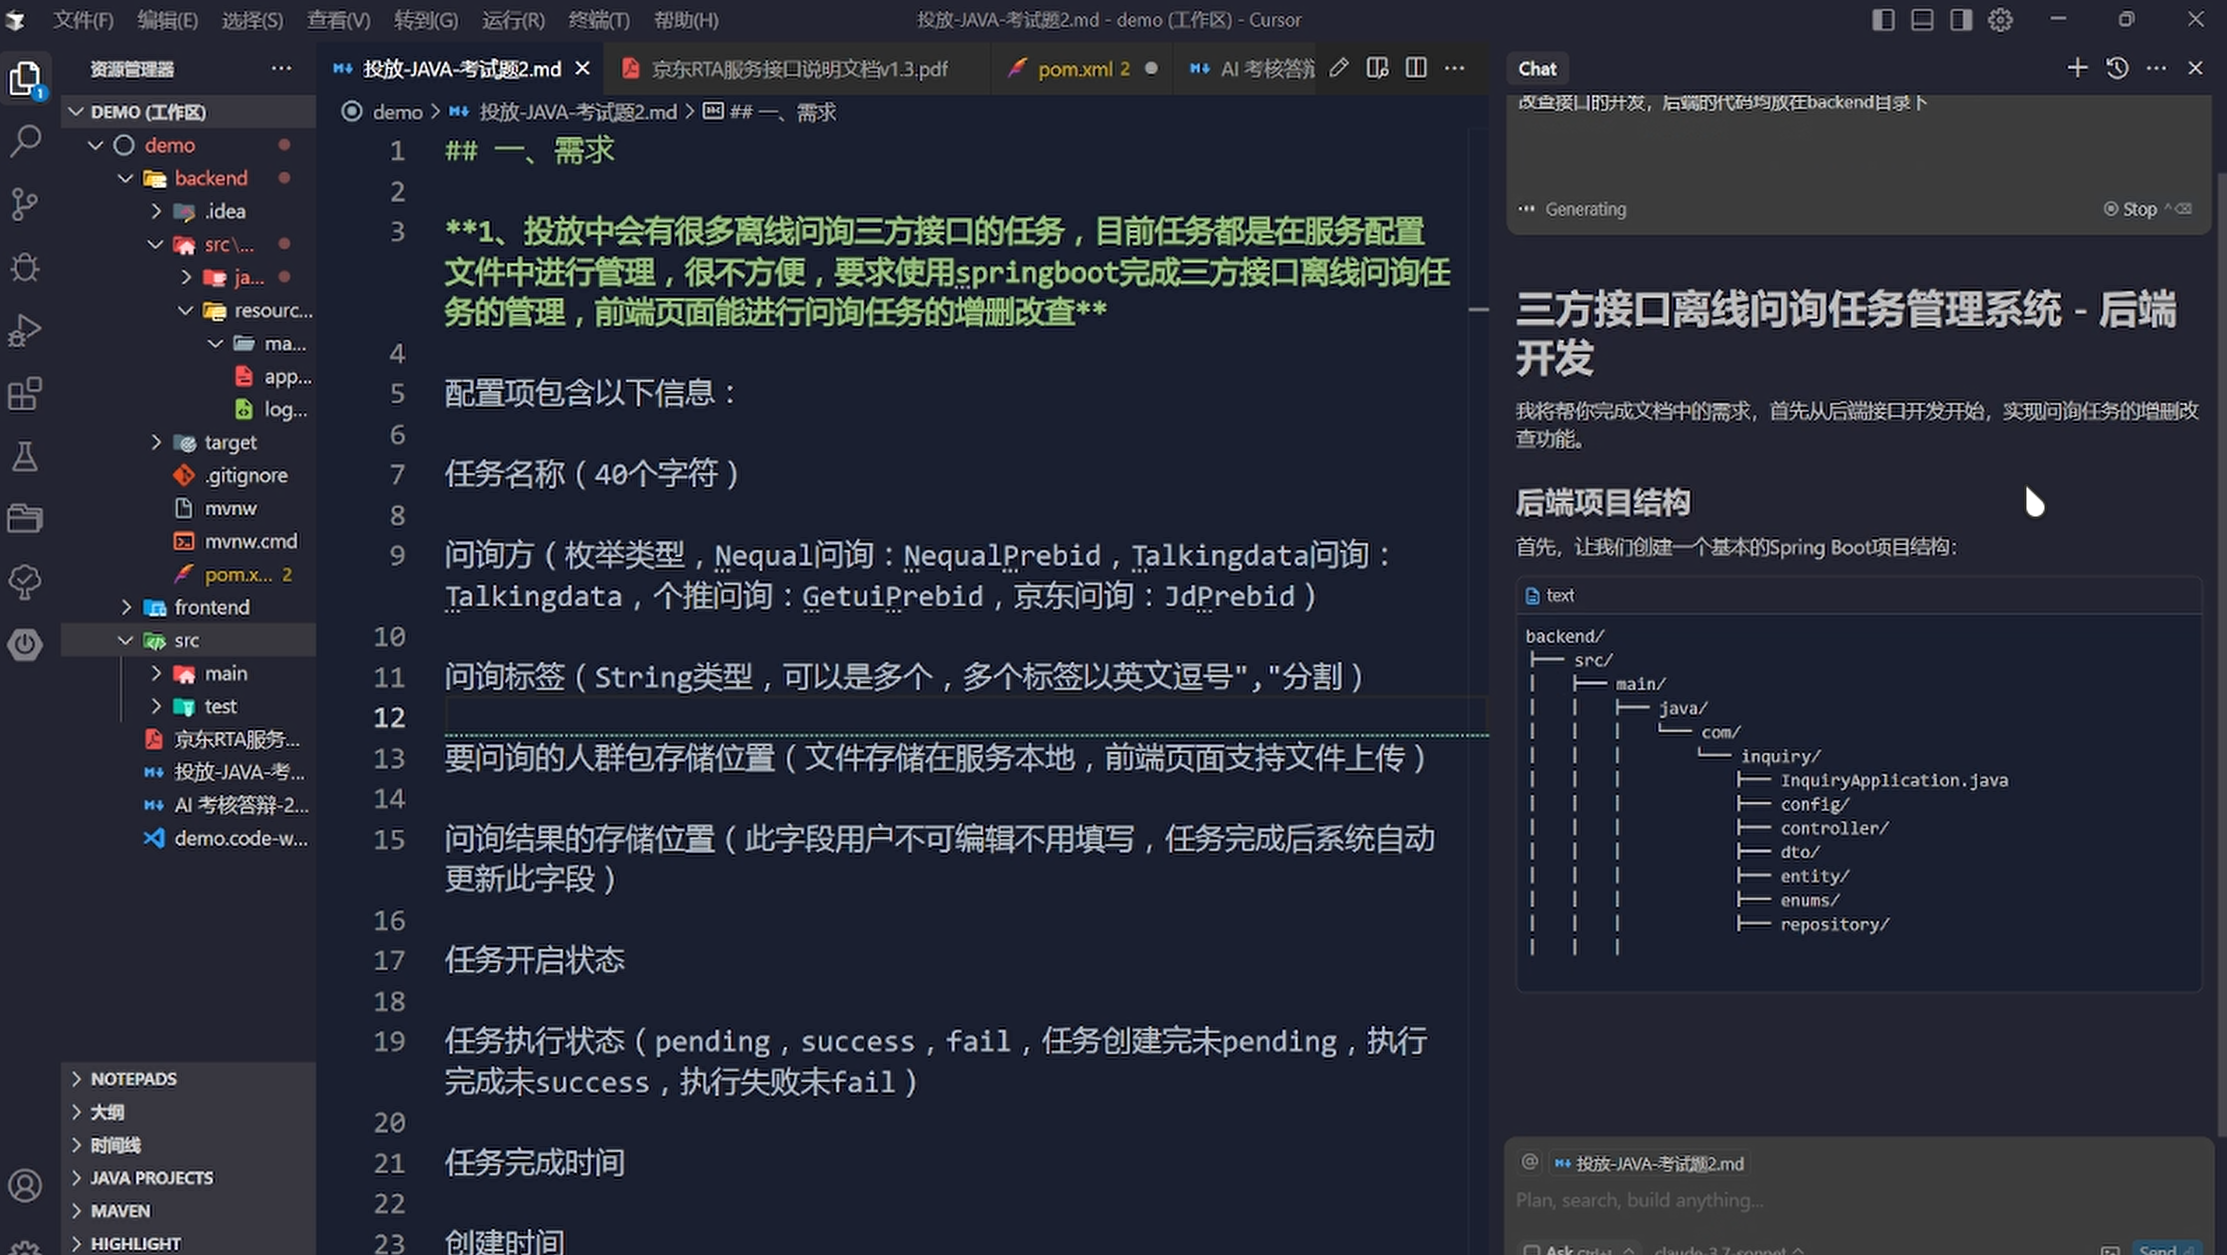 文件(F) 编辑(E) 选择(S) 查看(V) 转到(G) 运行(R) 终端(T) 帮助(H)
投放-JAVA-考试题2.md - demo (工作区) - Cursor
资源管理器
DEMO (工作区)
demo
backend
.idea
src\...
ja...
resourc...
ma...
app...
log...
target
.gitignore
mvnw
mvnw.cmd
pom.x... 2
frontend
src
main
test
京东RTA服务...
投放-JAVA-考...
AI 考核答辩-2...
demo.code-w...
NOTEPADS
大纲
时间线
JAVA PROJECTS
MAVEN
HIGHLIGHT
投放-JAVA-考试题2.md
京东RTA服务接口说明文档v1.3.pdf
pom.xml 2
AI 考核答辩
demo > 投放-JAVA-考试题2.md > ## 一、需求
1 ## 一、需求
2
3 **1、投放中会有很多离线问询三方接口的任务，目前任务都是在服务配置
文件中进行管理，很不方便，要求使用springboot完成三方接口离线问询任
务的管理，前端页面能进行问询任务的增删改查**
4
5 配置项包含以下信息：
6
7 任务名称（40个字符）
8
9 问询方（枚举类型，Nequal问询：NequalPrebid，Talkingdata问询：
Talkingdata，个推问询：GetuiPrebid，京东问询：JdPrebid）
10
11 问询标签（String类型，可以是多个，多个标签以英文逗号","分割）
12
13 要问询的人群包存储位置（文件存储在服务本地，前端页面支持文件上传）
14
15 问询结果的存储位置（此字段用户不可编辑不用填写，任务完成后系统自动
更新此字段）
16
17 任务开启状态
18
19 任务执行状态（pending，success，fail，任务创建完未pending，执行
完成未success，执行失败未fail）
20
21 任务完成时间
22
23 创建时间
Chat
改查接口的开发，后端的代码均放在backend目录下
Generating
Stop
三方接口离线问询任务管理系统 - 后端
开发
我将帮你完成文档中的需求，首先从后端接口开发开始，实现问询任务的增删改
查功能。
后端项目结构
首先，让我们创建一个基本的Spring Boot项目结构：
text
backend/
├── src/
│ ├── main/
│ │ ├── java/
│ │ │ └── com/
│ │ │ └── inquiry/
│ │ │ ├── InquiryApplication.java
│ │ │ ├── config/
│ │ │ ├── controller/
│ │ │ ├── dto/
│ │ │ ├── entity/
│ │ │ ├── enums/
│ │ │ ├── repository/
│ │ │
@ 投放-JAVA-考试题2.md
Plan, search, build anything...
Ask Ctrl+L claude-3.7-sonnet Send